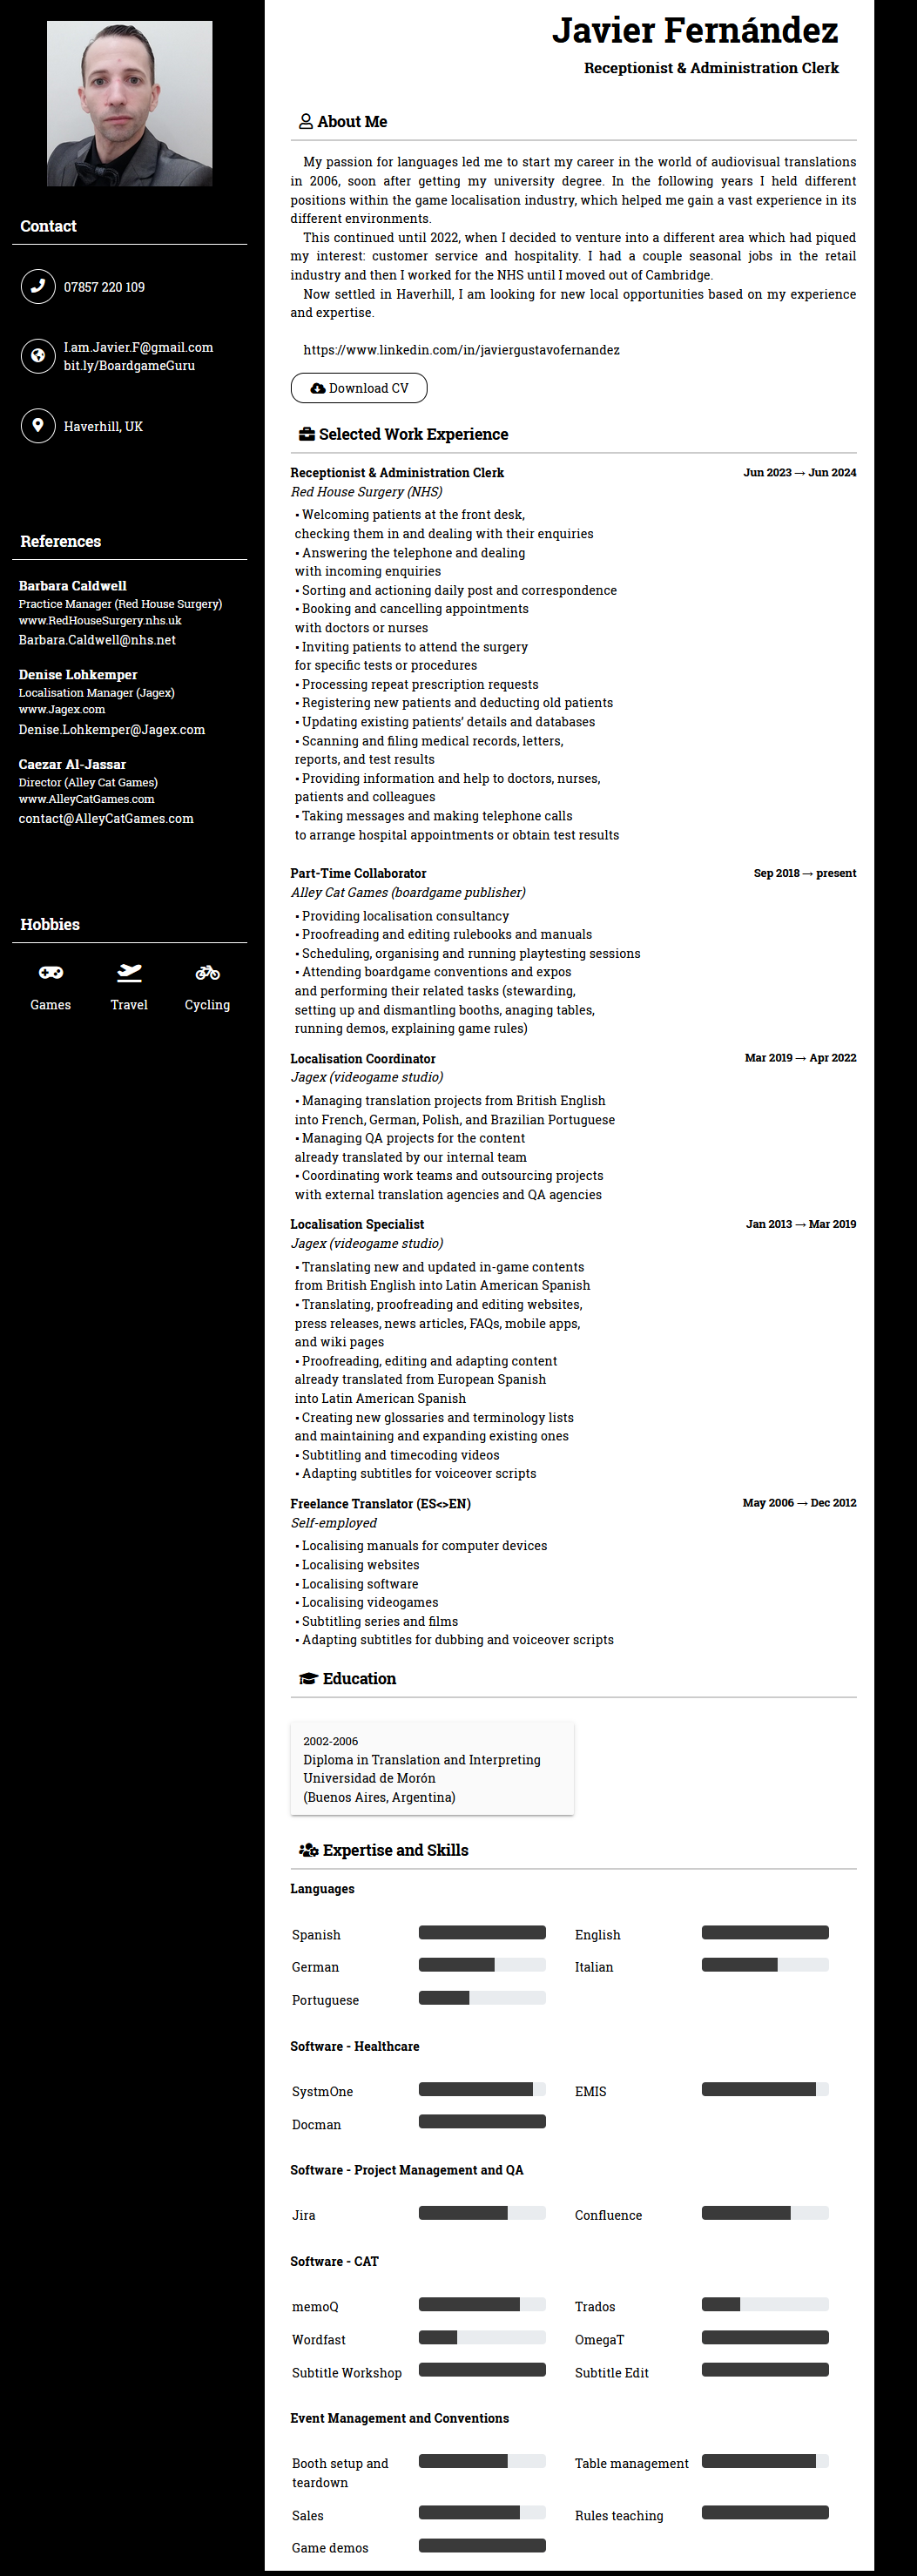 Contact
07857 220 109
I.am.Javier.F@gmail.com
bit.ly/BoardgameGuru
Haverhill, UK
References
Barbara Caldwell
Practice Manager (Red House Surgery)
www.RedHouseSurgery.nhs.uk
Barbara.Caldwell@nhs.net
Denise Lohkemper
Localisation Manager (Jagex)
www.Jagex.com
Denise.Lohkemper@Jagex.com
Caezar Al-Jassar
Director (Alley Cat Games)
www.AlleyCatGames.com
contact@AlleyCatGames.com
Hobbies
Games Travel Cycling
Javier Fernández
Receptionist & Administration Clerk
About Me
My passion for languages led me to start my career in the world of audiovisual translations
in 2006, soon after getting my university degree. In the following years I held different
positions within the game localisation industry, which helped me gain a vast experience in its
different environments.
This continued until 2022, when I decided to venture into a different area which had piqued
my interest: customer service and hospitality. I had a couple seasonal jobs in the retail
industry and then I worked for the NHS until I moved out of Cambridge.
Now settled in Haverhill, I am looking for new local opportunities based on my experience
and expertise.
https://www.linkedin.com/in/javiergustavofernandez
Download CV
Selected Work Experience
Receptionist & Administration Clerk Jun 2023 → Jun 2024
Red House Surgery (NHS)
▪ Welcoming patients at the front desk,
checking them in and dealing with their enquiries
▪ Answering the telephone and dealing
with incoming enquiries
▪ Sorting and actioning daily post and correspondence
▪ Booking and cancelling appointments
with doctors or nurses
▪ Inviting patients to attend the surgery
for specific tests or procedures
▪ Processing repeat prescription requests
▪ Registering new patients and deducting old patients
▪ Updating existing patients' details and databases
▪ Scanning and filing medical records, letters,
reports, and test results
▪ Providing information and help to doctors, nurses,
patients and colleagues
▪ Taking messages and making telephone calls
to arrange hospital appointments or obtain test results
Part-Time Collaborator Sep 2018 → present
Alley Cat Games (boardgame publisher)
▪ Providing localisation consultancy
▪ Proofreading and editing rulebooks and manuals
▪ Scheduling, organising and running playtesting sessions
▪ Attending boardgame conventions and expos
and performing their related tasks (stewarding,
setting up and dismantling booths, anaging tables,
running demos, explaining game rules)
Localisation Coordinator Mar 2019 → Apr 2022
Jagex (videogame studio)
▪ Managing translation projects from British English
into French, German, Polish, and Brazilian Portuguese
▪ Managing QA projects for the content
already translated by our internal team
▪ Coordinating work teams and outsourcing projects
with external translation agencies and QA agencies
Localisation Specialist Jan 2013 → Mar 2019
Jagex (videogame studio)
▪ Translating new and updated in-game contents
from British English into Latin American Spanish
▪ Translating, proofreading and editing websites,
press releases, news articles, FAQs, mobile apps,
and wiki pages
▪ Proofreading, editing and adapting content
already translated from European Spanish
into Latin American Spanish
▪ Creating new glossaries and terminology lists
and maintaining and expanding existing ones
▪ Subtitling and timecoding videos
▪ Adapting subtitles for voiceover scripts
Freelance Translator (ES<>EN) May 2006 → Dec 2012
Self-employed
▪ Localising manuals for computer devices
▪ Localising websites
▪ Localising software
▪ Localising videogames
▪ Subtitling series and films
▪ Adapting subtitles for dubbing and voiceover scripts
Education
2002-2006
Diploma in Translation and Interpreting
Universidad de Morón
(Buenos Aires, Argentina)
Expertise and Skills
Languages
Spanish English
German Italian
Portuguese
Software - Healthcare
SystmOne EMIS
Docman
Software - Project Management and QA
Jira Confluence
Software - CAT
memoQ Trados
Wordfast OmegaT
Subtitle Workshop Subtitle Edit
Event Management and Conventions
Booth setup and Table management
teardown
Sales Rules teaching
Game demos